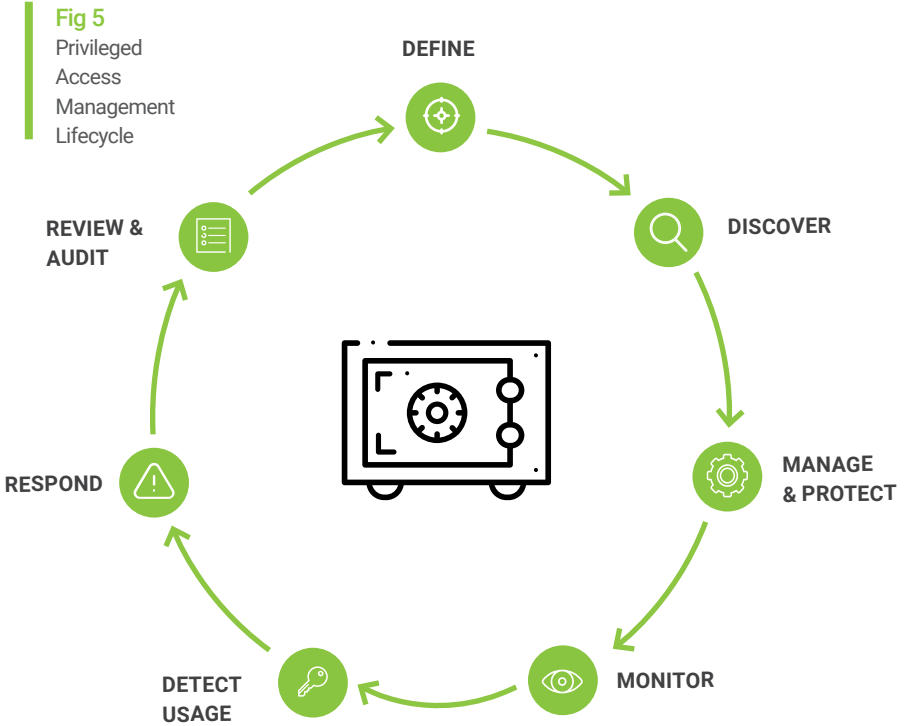 Fig 5
Privileged
Access
Management
Lifecycle
DEFINE
DISCOVER
MANAGE
& PROTECT
MONITOR
DETECT
USAGE
RESPOND
REVIEW &
AUDIT